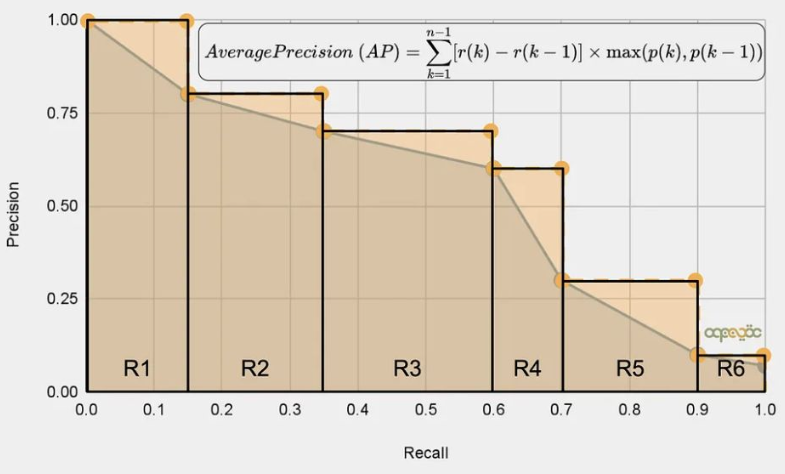 1.00
AveragePrecision (AP) = \sum_{k=1}^{n-1}[r(k) − r(k − 1)] × max(p(k), p(k − 1))
0.75
Precision
0.50
0.25
R1 R2 R3 R4 R5 R6
0.00
0.0 0.1 0.2 0.3 0.4 0.5 0.6 0.7 0.8 0.9 1.0
Recall